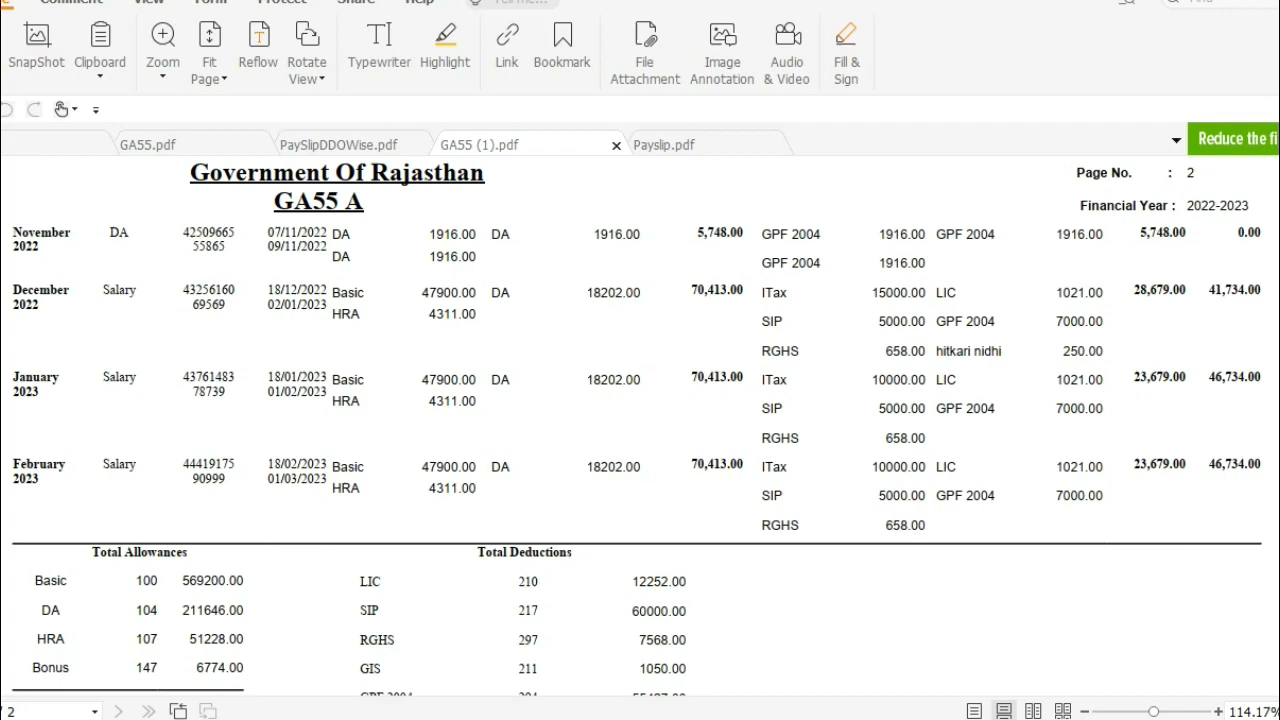 Comment View Form Protect Share Help Tell me... Find
SnapShot Clipboard Zoom Fit Page Reflow Rotate View Typewriter Highlight Link Bookmark File Attachment Image Annotation Audio & Video Fill & Sign
GA55.pdf PaySlipDDOWise.pdf GA55 (1).pdf × Payslip.pdf Reduce the fi
Government Of Rajasthan Page No. : 2
GA55 A Financial Year : 2022-2023
November DA 42509665 07/11/2022 DA 1916.00 DA 1916.00 5,748.00 GPF 2004 1916.00 GPF 2004 1916.00 5,748.00 0.00
2022 55865 09/11/2022 DA 1916.00 GPF 2004 1916.00
December Salary 43256160 18/12/2022 Basic 47900.00 DA 18202.00 70,413.00 ITax 15000.00 LIC 1021.00 28,679.00 41,734.00
2022 69569 02/01/2023 HRA 4311.00 SIP 5000.00 GPF 2004 7000.00
RGHS 658.00 hitkari nidhi 250.00
January Salary 43761483 18/01/2023 Basic 47900.00 DA 18202.00 70,413.00 ITax 10000.00 LIC 1021.00 23,679.00 46,734.00
2023 78739 01/02/2023 HRA 4311.00 SIP 5000.00 GPF 2004 7000.00
RGHS 658.00
February Salary 44419175 18/02/2023 Basic 47900.00 DA 18202.00 70,413.00 ITax 10000.00 LIC 1021.00 23,679.00 46,734.00
2023 90999 01/03/2023 HRA 4311.00 SIP 5000.00 GPF 2004 7000.00
RGHS 658.00
Total Allowances Total Deductions
Basic 100 569200.00 LIC 210 12252.00
DA 104 211646.00 SIP 217 60000.00
HRA 107 51228.00 RGHS 297 7568.00
Bonus 147 6774.00 GIS 211 1050.00
GPF 2004
/ 2 114.17%